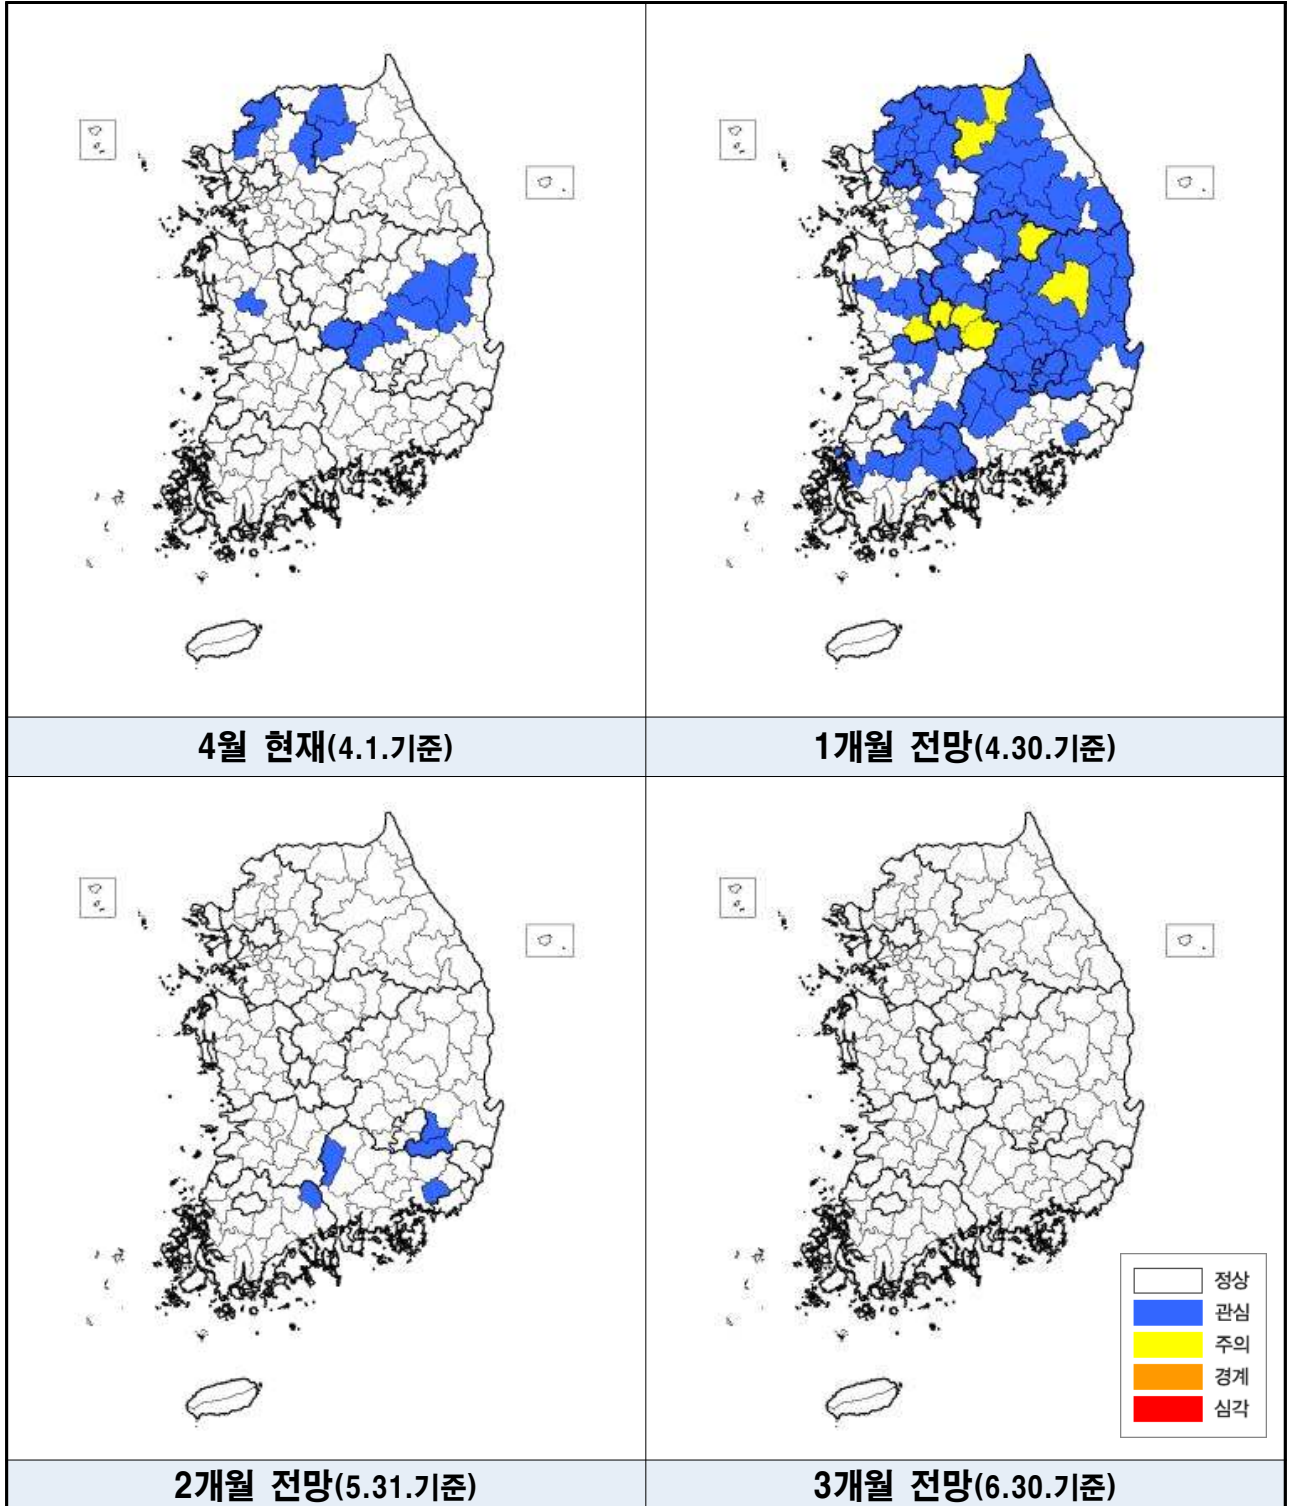 4월 현재(4.1.기준)
1개월 전망(4.30.기준)
정상
관심
주의
경계
심각
2개월 전망(5.31.기준)
3개월 전망(6.30.기준)